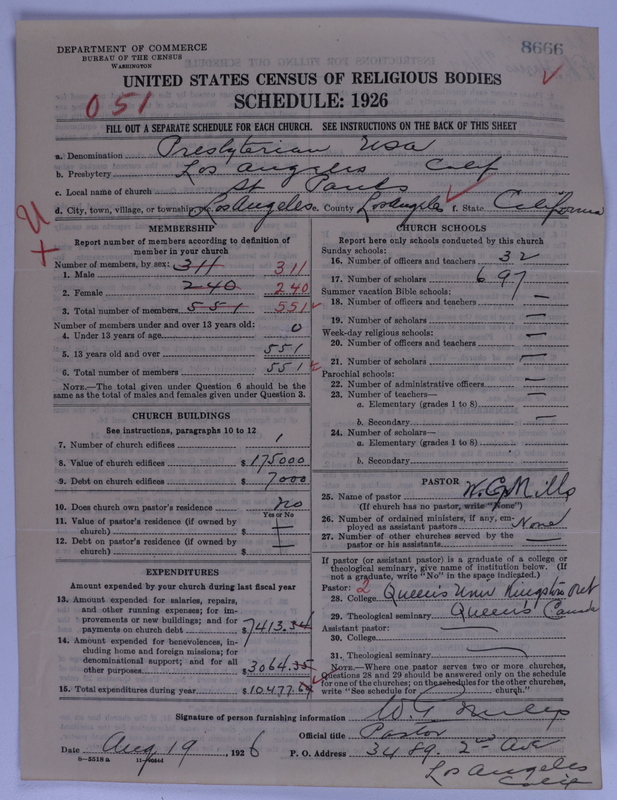 8666
DEPARTMENT OF COMMERCE
BUREAU OF THE CENSUS
WASHINGTON
UNITED STATES CENSUS OF RELIGIOUS BODIES
SCHEDULE: 1926
051
FILL OUT A SEPARATE SCHEDULE FOR EACH CHURCH. SEE INSTRUCTIONS ON THE BACK OF THIS SHEET
a. Denomination Presbyterian USA
b. Presbytery Los Angeles Calif
c. Local name of church St Pauls
d. City, town, village, or township Los Angeles e. County Los Angeles f. State California
U
+
MEMBERSHIP
Report number of members according to definition of
member in your church
Number of members, by sex:
1. Male 311 311
2. Female 240 240
3. Total number of members 551 551
Number of members under and over 13 years old:
4. Under 13 years of age 0
5. 13 years old and over 551
6. Total number of members 551
NOTE.—The total given under Question 6 should be the
same as the total of males and females given under Question 3.
CHURCH BUILDINGS
See instructions, paragraphs 10 to 12
7. Number of church edifices 1
8. Value of church edifices $ 175000
9. Debt on church edifices $ 7000
10. Does church own pastor's residence no
Yes or No
11. Value of pastor's residence (if owned by
church) $ —
12. Debt on pastor's residence (if owned by
church) $ —
EXPENDITURES
Amount expended by your church during last fiscal year
13. Amount expended for salaries, repairs,
and other running expenses; for im-
provements or new buildings; and for
payments on church debt $ 7413.34
14. Amount expended for benevolences, in-
cluding home and foreign missions; for
denominational support; and for all
other purposes $ 3064.35
15. Total expenditures during year $ 10477.69
CHURCH SCHOOLS
Report here only schools conducted by this church
Sunday schools:
16. Number of officers and teachers 32
17. Number of scholars 697
Summer vacation Bible schools:
18. Number of officers and teachers —
19. Number of scholars —
Week-day religious schools:
20. Number of officers and teachers —
21. Number of scholars —
Parochial schools:
22. Number of administrative officers —
23. Number of teachers—
a. Elementary (grades 1 to 8) —
b. Secondary —
24. Number of scholars—
a. Elementary (grades 1 to 8) —
b. Secondary —
PASTOR
25. Name of pastor W. G. Mills
(If church has no pastor, write "None")
26. Number of ordained ministers, if any, em-
ployed as assistant pastors None
27. Number of other churches served by the
pastor or his assistants —
If pastor (or assistant pastor) is a graduate of a college or
theological seminary, give name of institution below. (If
not a graduate, write "No" in the space indicated.)
Pastor: 2
28. College Queens Univ Kingston Ont
29. Theological seminary Queens Canada
Assistant pastor:
30. College —
31. Theological seminary —
NOTE.—Where one pastor serves two or more churches,
Questions 28 and 29 should be answered only on the schedule
for one of the churches; on the schedules for the other churches,
write "See schedule for church."
Signature of person furnishing information W. G. Mills
Official title Pastor
Date Aug 19, 1926 P. O. Address 3489. 2nd Ave
Los Angeles
Calif
8—5518 a